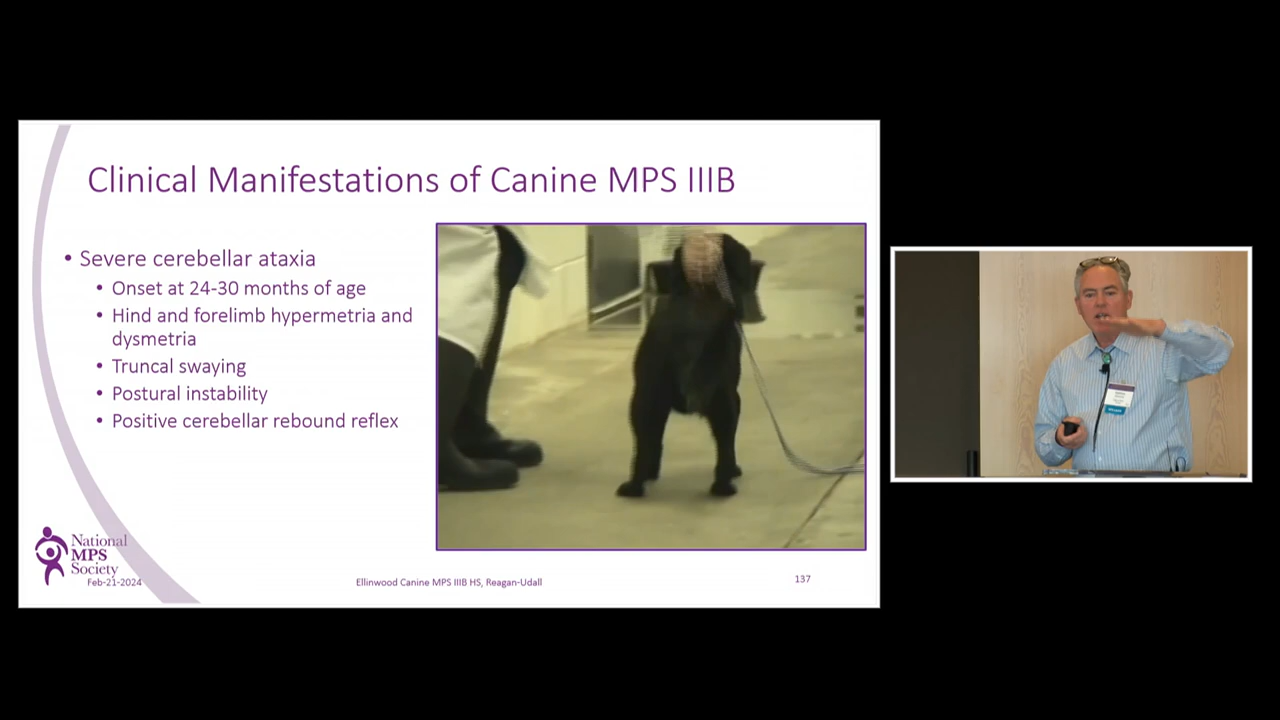 Clinical Manifestations of Canine MPS IIIB
• Severe cerebellar ataxia
• Onset at 24-30 months of age
• Hind and forelimb hypermetria and
dysmetria
• Truncal swaying
• Postural instability
• Positive cerebellar rebound reflex
National
MPS
Society
Feb-21-2024
Ellinwood Canine MPS IIIB HS, Reagan-Udall
137